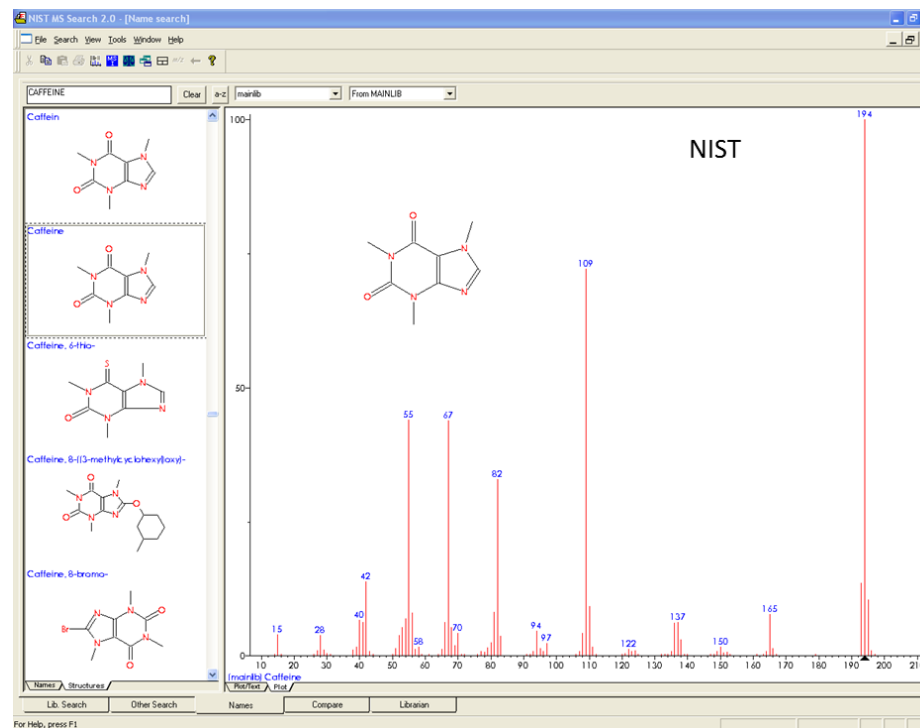 NIST MS Search 2.0 - [Name search]
File Search View Tools Window Help
CAFFEINE
Clear
a-z
mainlib
From MAINLIB
Caffein
Caffeine
Caffeine, 6-thio-
Caffeine, 8-[(3-methylcyclohexyl)oxy]-
Caffeine, 8-bromo-
Names
Structures
NIST
100
50
0
15
28
40
42
55
58
67
70
82
94
97
109
122
137
150
165
194
10 20 30 40 50 60 70 80 90 100 110 120 130 140 150 160 170 180 190 200 210
(mainlib) Caffeine
Plot/Text
Plot
Lib. Search
Other Search
Names
Compare
Librarian
For Help, press F1